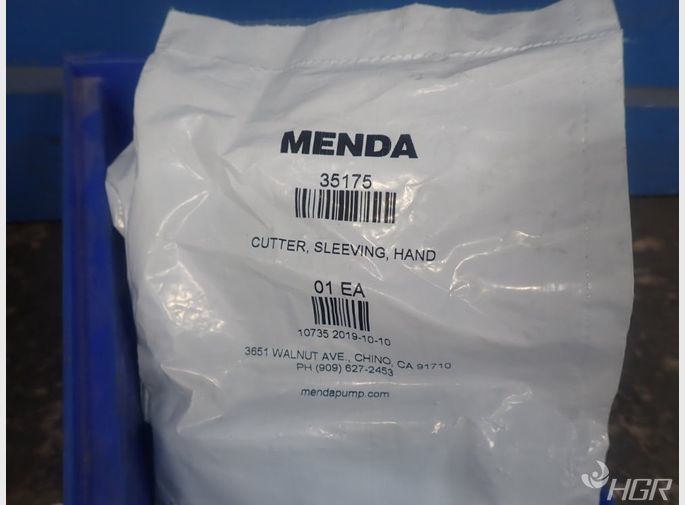 MENDA
35175
CUTTER, SLEEVING, HAND
01 EA
10735 2019-10-10
3651 WALNUT AVE., CHINO, CA 91710
PH (909) 627-2453
mendapump.com
HGR